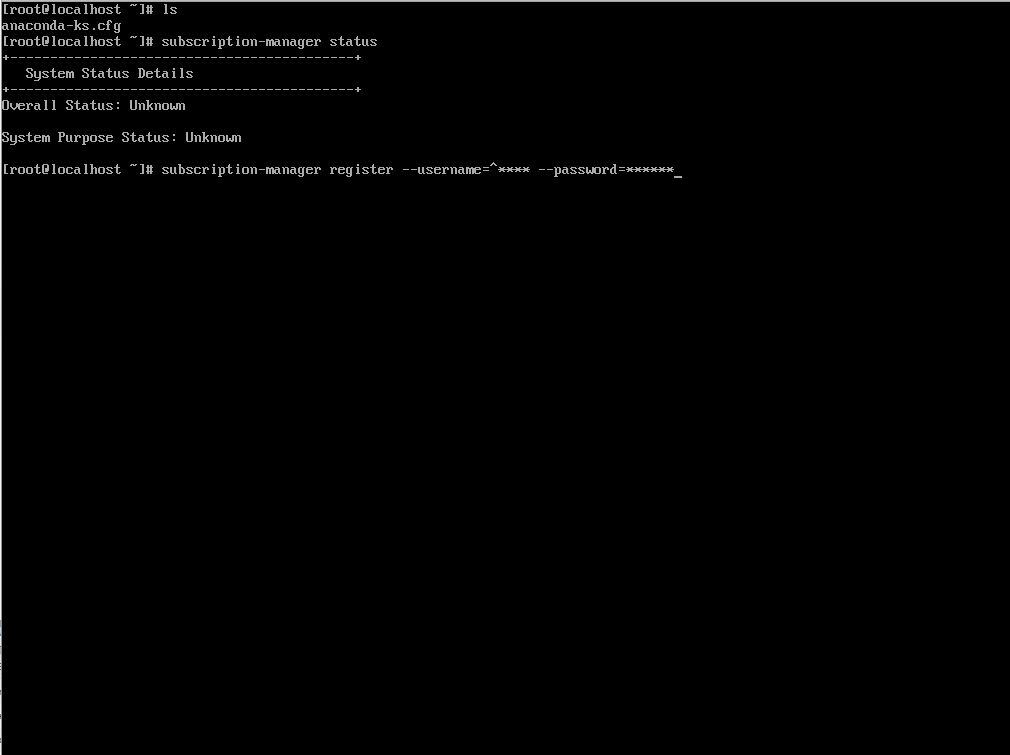 [root@localhost ~]# ls
anaconda-ks.cfg
[root@localhost ~]# subscription-manager status
+-------------------------------------------+
   System Status Details
+-------------------------------------------+
Overall Status: Unknown

System Purpose Status: Unknown

[root@localhost ~]# subscription-manager register --username=^**** --password=******_